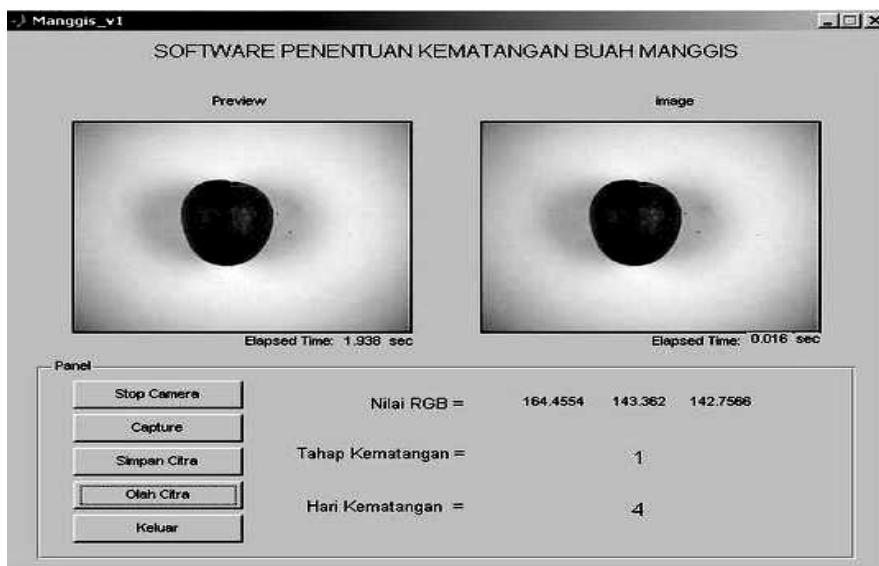 Manggis_v1
SOFTWARE PENENTUAN KEMATANGAN BUAH MANGGIS
Preview
image
Elapsed Time: 1.938 sec
Elapsed Time: 0.016 sec
Panel
Stop Camera
Capture
Simpan Citra
Olah Citra
Keluar
Nilai RGB = 164.4554 143.362 142.7566
Tahap Kematangan = 1
Hari Kematangan = 4